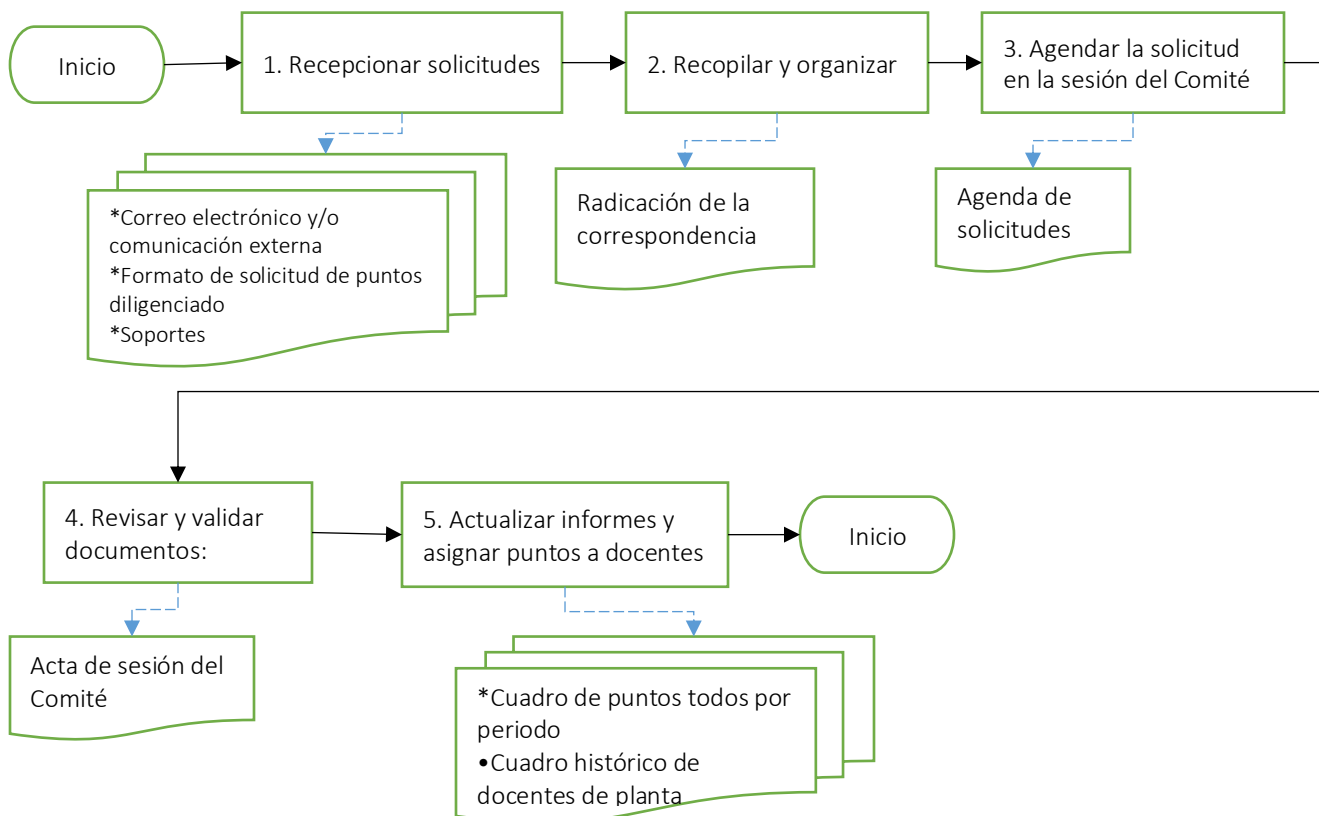 Inicio
1. Recepcionar solicitudes
2. Recopilar y organizar
3. Agendar la solicitud
en la sesión del Comité
*Correo electrónico y/o
comunicación externa
*Formato de solicitud de puntos
diligenciado
*Soportes
Radicación de la
correspondencia
Agenda de
solicitudes
4. Revisar y validar
documentos:
5. Actualizar informes y
asignar puntos a docentes
Inicio
Acta de sesión del
Comité
*Cuadro de puntos todos por
periodo
•Cuadro histórico de
docentes de planta